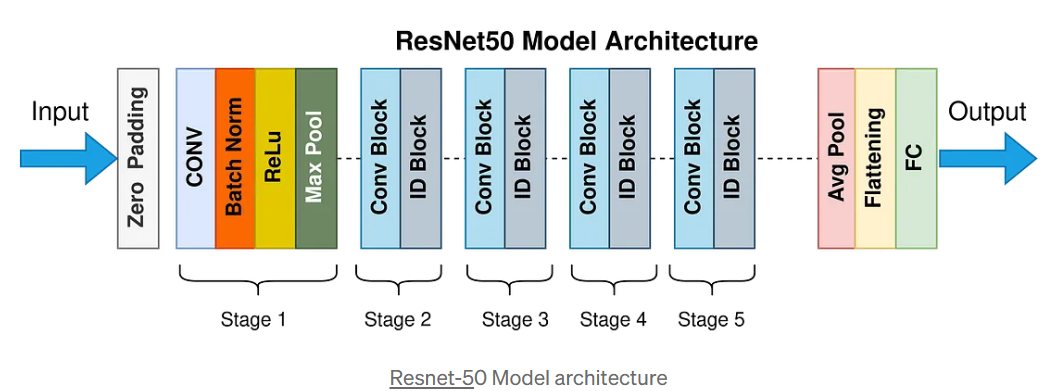 ResNet50 Model Architecture
Input
Zero Padding
CONV
Batch Norm
ReLu
Max Pool
Conv Block
ID Block
Conv Block
ID Block
Conv Block
ID Block
Conv Block
ID Block
Avg Pool
Flattening
FC
Output
Stage 1
Stage 2
Stage 3
Stage 4
Stage 5
Resnet-50 Model architecture